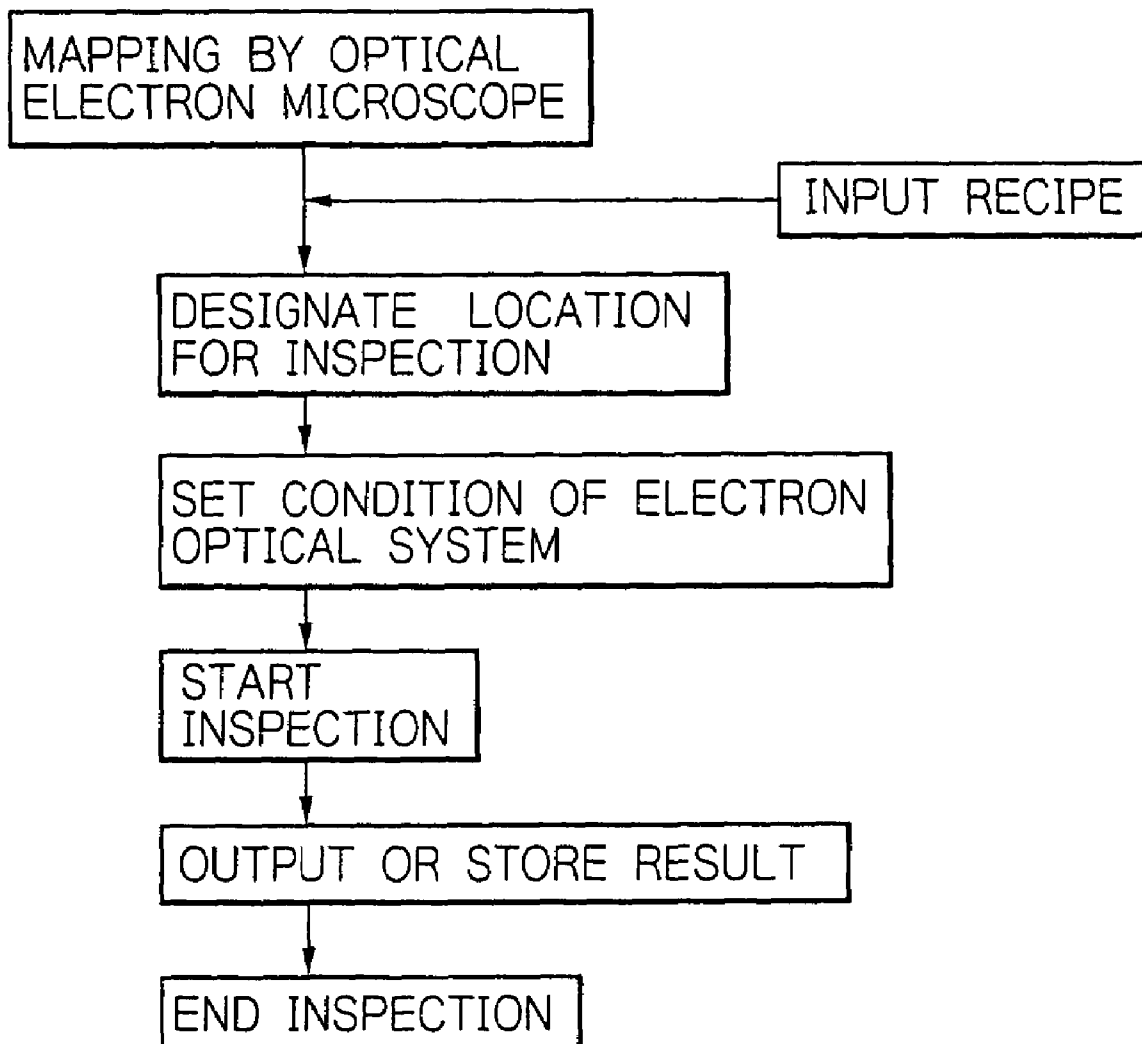 MAPPING BY OPTICAL
ELECTRON MICROSCOPE
INPUT RECIPE
DESIGNATE LOCATION
FOR INSPECTION
SET CONDITION OF ELECTRON
OPTICAL SYSTEM
START
INSPECTION
OUTPUT OR STORE RESULT
END INSPECTION